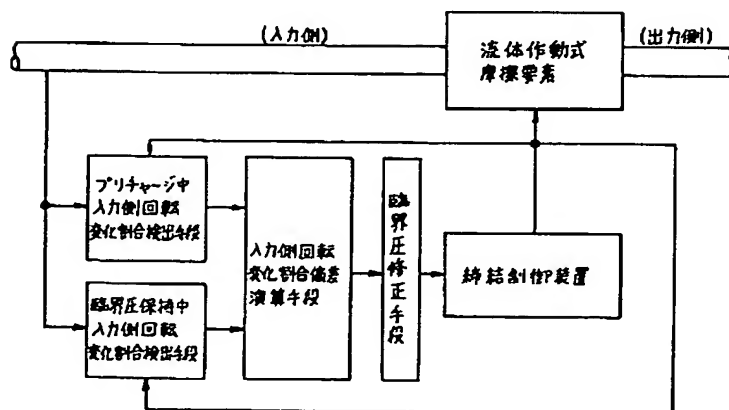 (入力側)
流体作動式
摩擦要素
(出力側)
プリチャージ中
入力側回転
変化割合検出手段
臨界圧保持中
入力側回転
変化割合検出手段
入力側回転
変化割合偏差
演算手段
臨界圧修正手段
締結制御装置